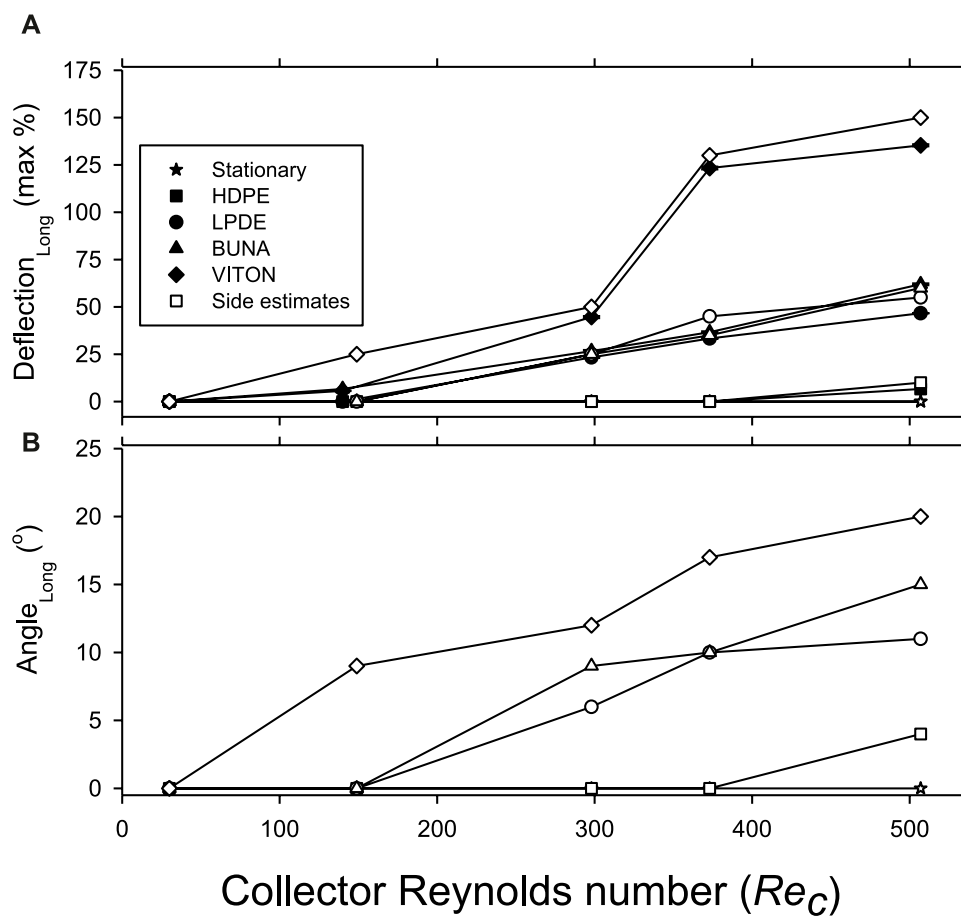 A
Deflection_Long (max %)
175
150
125
100
75
50
25
0
Stationary
HDPE
LPDE
BUNA
VITON
Side estimates
B
Angle_Long (°)
25
20
15
10
5
0
0 100 200 300 400 500
Collector Reynolds number (Re_C)